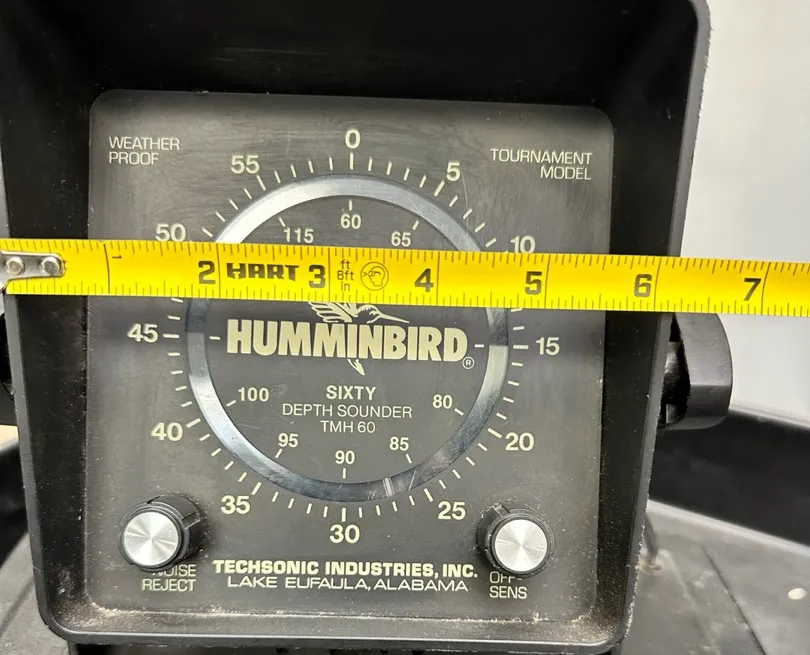 WEATHER
PROOF
TOURNAMENT
MODEL
0
55
5
60
50
115
65
10
2 HART 3 ft 8ft in 4 5 6 7
45
HUMMINBIRD®
15
100
SIXTY
80
DEPTH SOUNDER
TMH 60
40
95
85
20
90
35
25
30
TECHSONIC INDUSTRIES, INC.
LAKE EUFAULA, ALABAMA
NOISE
REJECT
OFF-
SENS